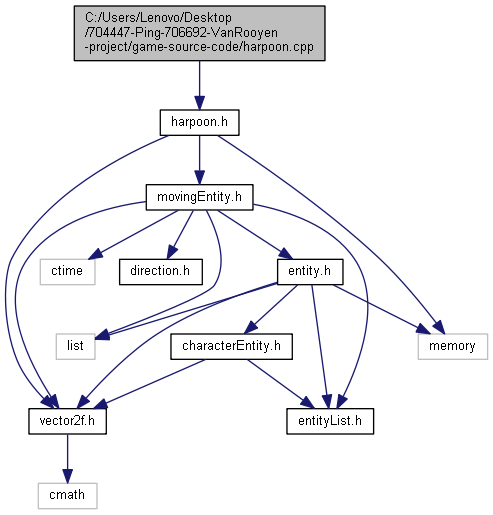 C:/Users/Lenovo/Desktop
/704447-Ping-706692-VanRooyen
-project/game-source-code/harpoon.cpp
harpoon.h
movingEntity.h
ctime
direction.h
entity.h
list
characterEntity.h
memory
vector2f.h
entityList.h
cmath